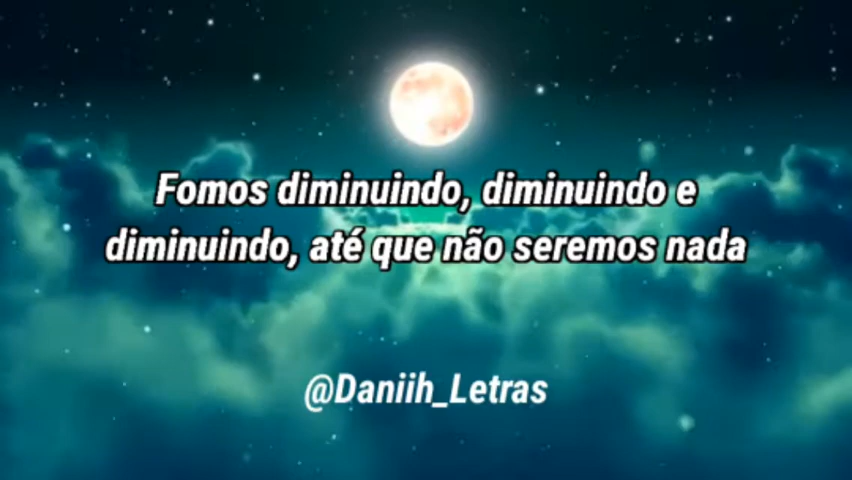 Fomos diminuindo, diminuindo e
diminuindo, até que não seremos nada
@Daniih_Letras